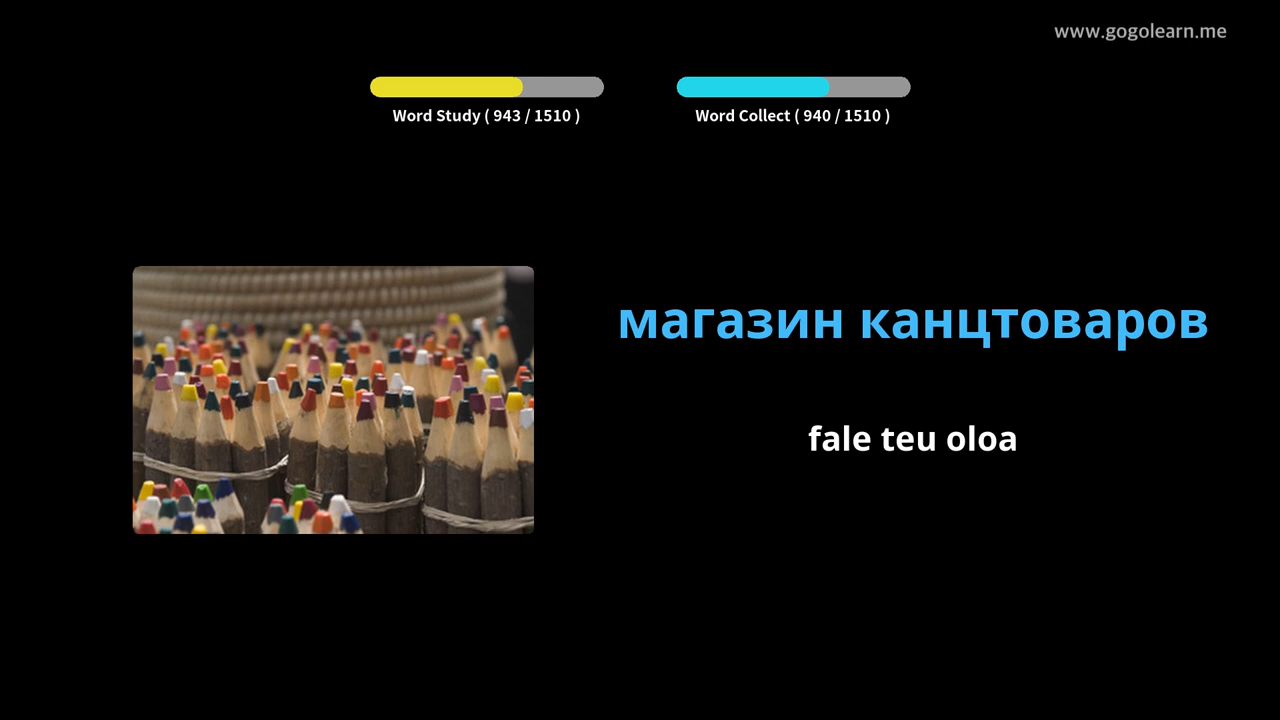 www.gogolearn.me
Word Study ( 943 / 1510 )
Word Collect ( 940 / 1510 )
магазин канцтоваров
fale teu oloa